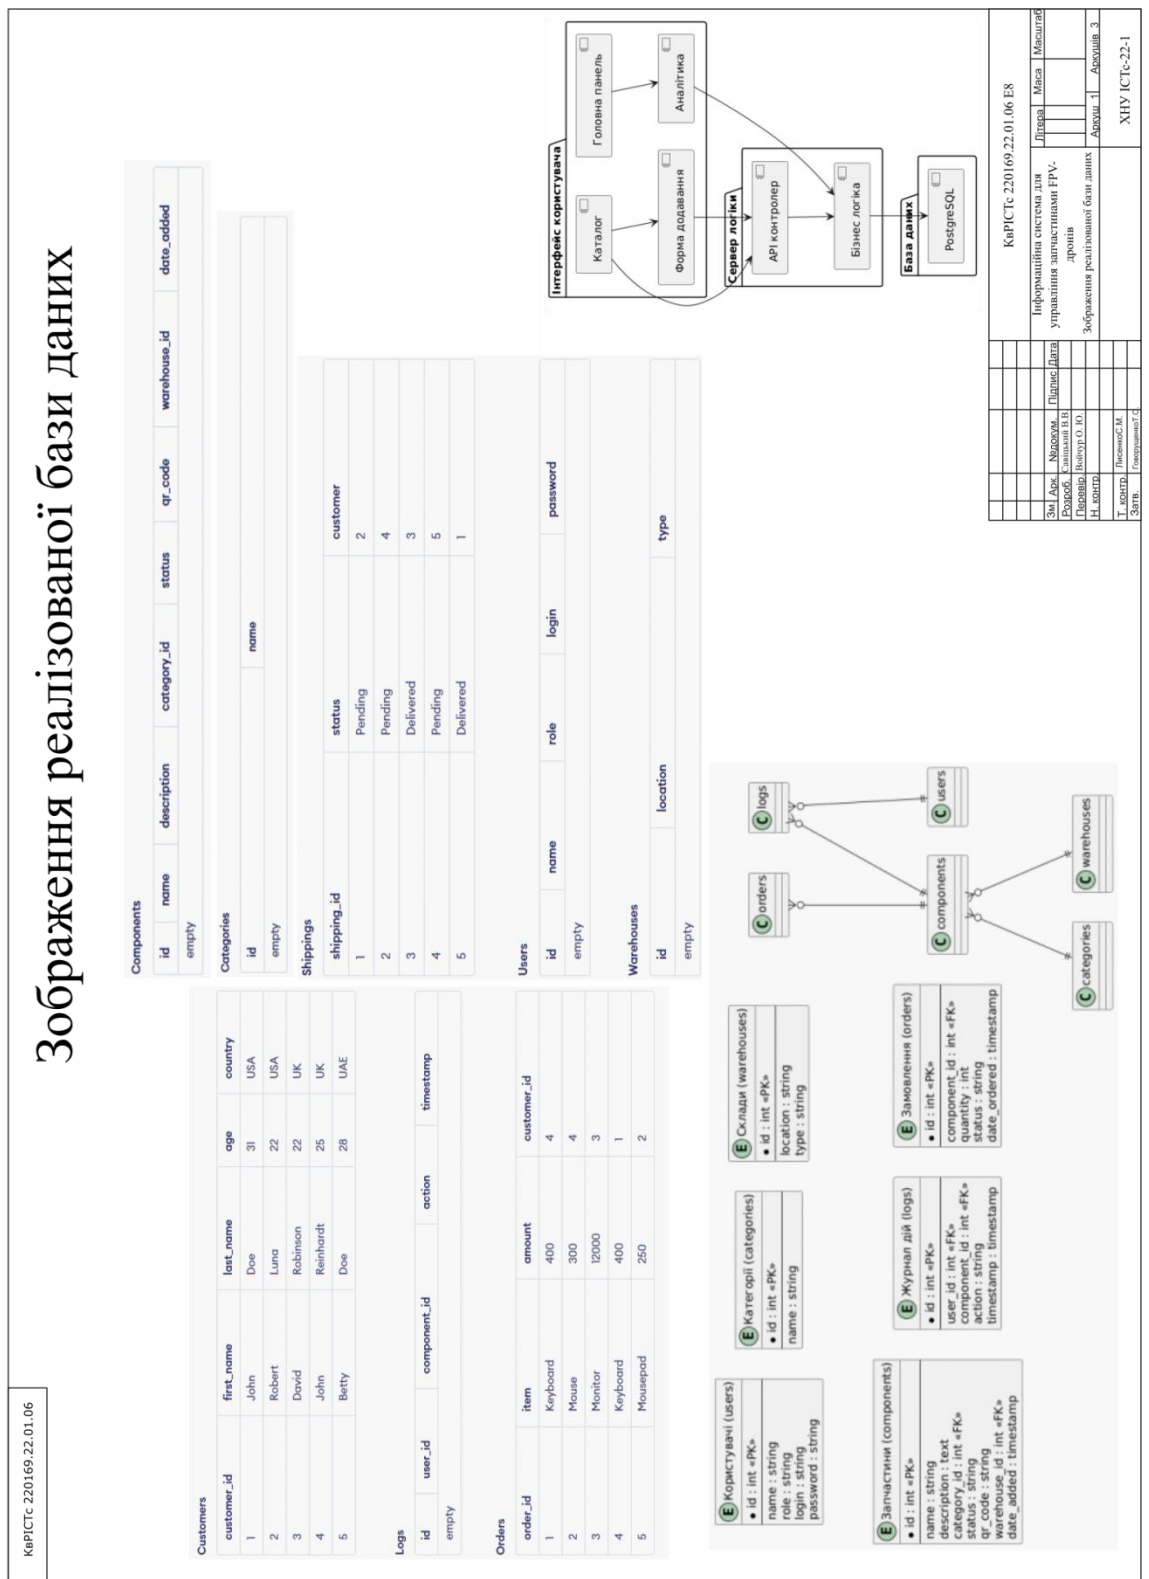 КвРІСТс 220169.22.01.06
Зображення реалізованої бази даних
Customers
customer_id first_name last_name age country
1 John Doe 31 USA
2 Robert Luna 22 USA
3 David Robinson 22 UK
4 John Reinhardt 25 UK
5 Betty Doe 28 UAE
Logs
id user_id component_id action timestamp
empty
Orders
order_id item amount customer_id
1 Keyboard 400 4
2 Mouse 300 4
3 Monitor 12000 3
4 Keyboard 400 1
5 Mousepad 250 2
Components
id name description category_id status qr_code warehouse_id date_added
empty
Categories
id name
empty
Shippings
shipping_id status customer
1 Pending 2
2 Pending 4
3 Delivered 3
4 Pending 5
5 Delivered 1
Users
id name role login password
empty
Warehouses
id location type
empty
Інтерфейс користувача
Каталог
Головна панель
Форма додавання
Аналітика
Сервер логіки
API контролер
Бізнес логіка
База даних
PostgreSQL
E Користувачі (users)
• id : int «PK»
name : string
role : string
login : string
password : string
E Категорії (categories)
• id : int «PK»
name : string
E Склади (warehouses)
• id : int «PK»
location : string
type : string
E Запчастини (components)
• id : int «PK»
name : string
description : text
category_id : int «FK»
status : string
qr_code : string
warehouse_id : int «FK»
date_added : timestamp
E Журнал дій (logs)
• id : int «PK»
user_id : int «FK»
component_id : int «FK»
action : string
timestamp : timestamp
E Замовлення (orders)
• id : int «PK»
component_id : int «FK»
quantity : int
status : string
date_ordered : timestamp
C orders
C logs
C components
C users
C categories
C warehouses
КвРІСТс 220169.22.01.06 Е8
Зм. Арк. №докум. Підпис Дата
Розроб. Савіцький В.В.
Перевір. Войчур О. Ю.
Н. контр.
Т. контр. Лисенко С.М.
Затв. Говорущенко Т.О.
Інформаційна система для
управління запчастинами FPV-
дронів
Зображення реалізованої бази даних
Літера Маса Масштаб
Аркуш 1 Аркушів 3
ХНУ ІСТс-22-1